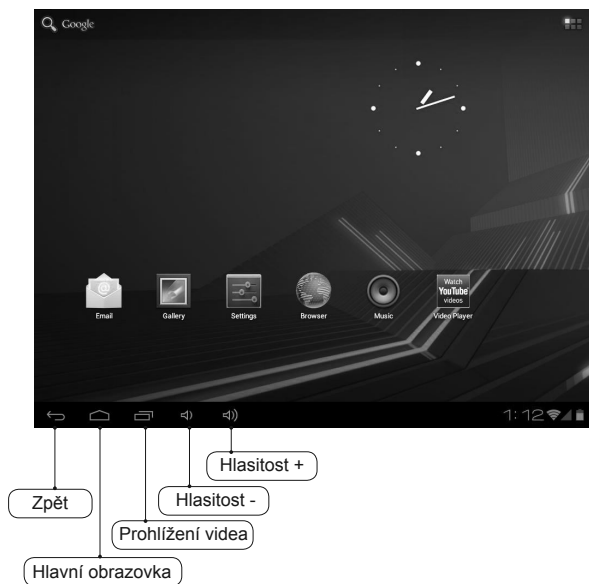 Google
Email
Gallery
Settings
Browser
Music
Watch
YouTube
videos
Video Player
1:12
Hlasitost +
Zpět
Hlasitost -
Prohlížení videa
Hlavní obrazovka